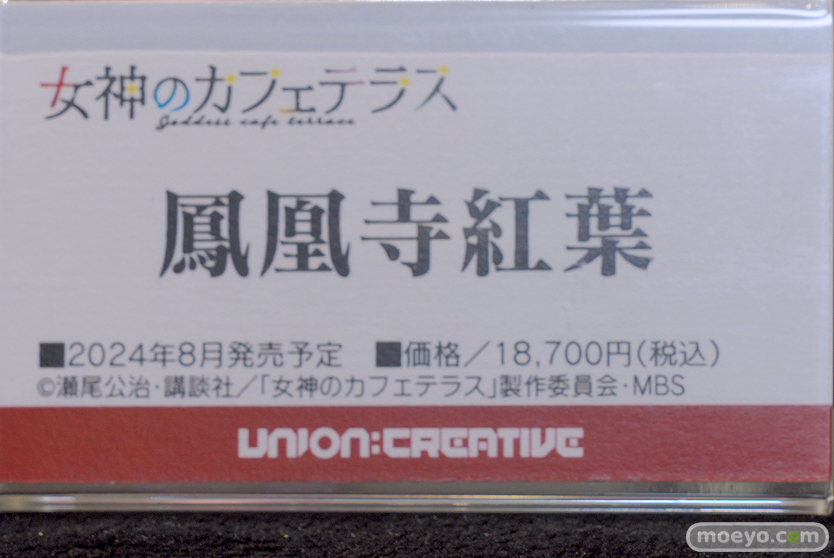 女神のカフェテラス
Goddess cafe terrace
鳳凰寺紅葉
■2024年8月発売予定 ■価格／18,700円(税込)
©瀬尾公治・講談社／「女神のカフェテラス」製作委員会・MBS
UNION:CREATIVE
moeyo.com